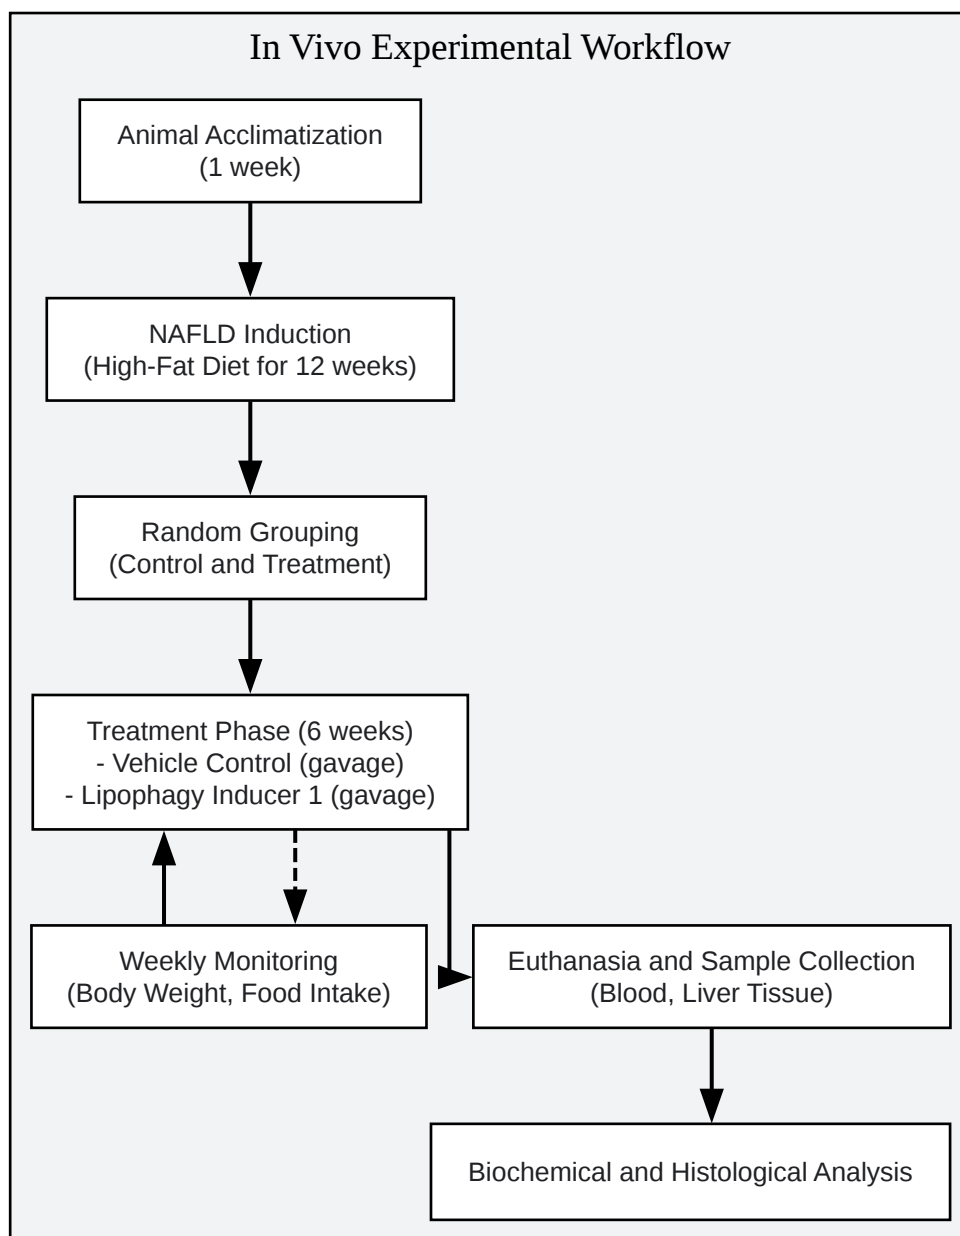 In Vivo Experimental Workflow
Animal Acclimatization
(1 week)
NAFLD Induction
(High-Fat Diet for 12 weeks)
Random Grouping
(Control and Treatment)
Treatment Phase (6 weeks)
- Vehicle Control (gavage)
- Lipophagy Inducer 1 (gavage)
Weekly Monitoring
(Body Weight, Food Intake)
Euthanasia and Sample Collection
(Blood, Liver Tissue)
Biochemical and Histological Analysis